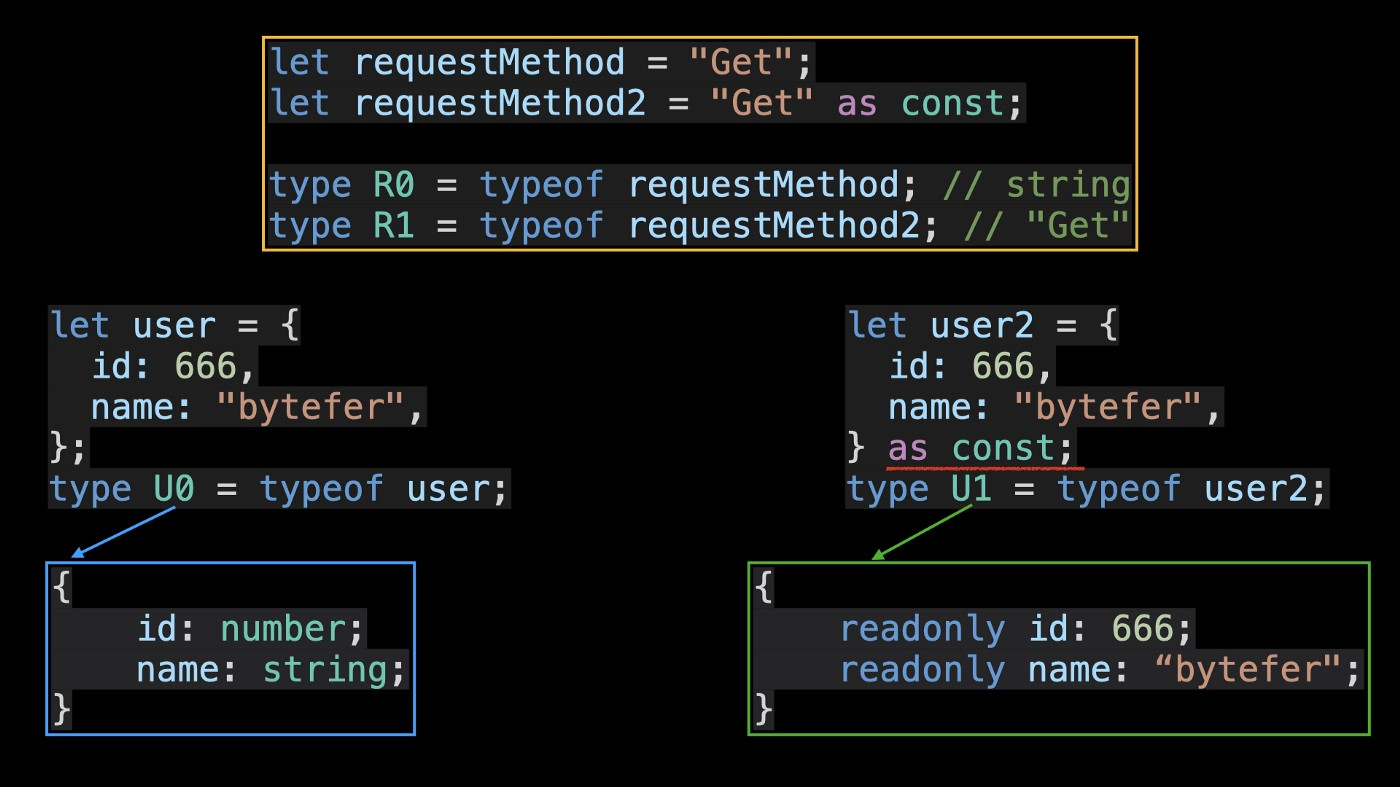 let requestMethod = "Get";
let requestMethod2 = "Get" as const;
type R0 = typeof requestMethod; // string
type R1 = typeof requestMethod2; // "Get"
let user = {
  id: 666,
  name: "bytefer",
};
type U0 = typeof user;
{
    id: number;
    name: string;
}
let user2 = {
  id: 666,
  name: "bytefer",
} as const;
type U1 = typeof user2;
{
    readonly id: 666;
    readonly name: “bytefer";
}